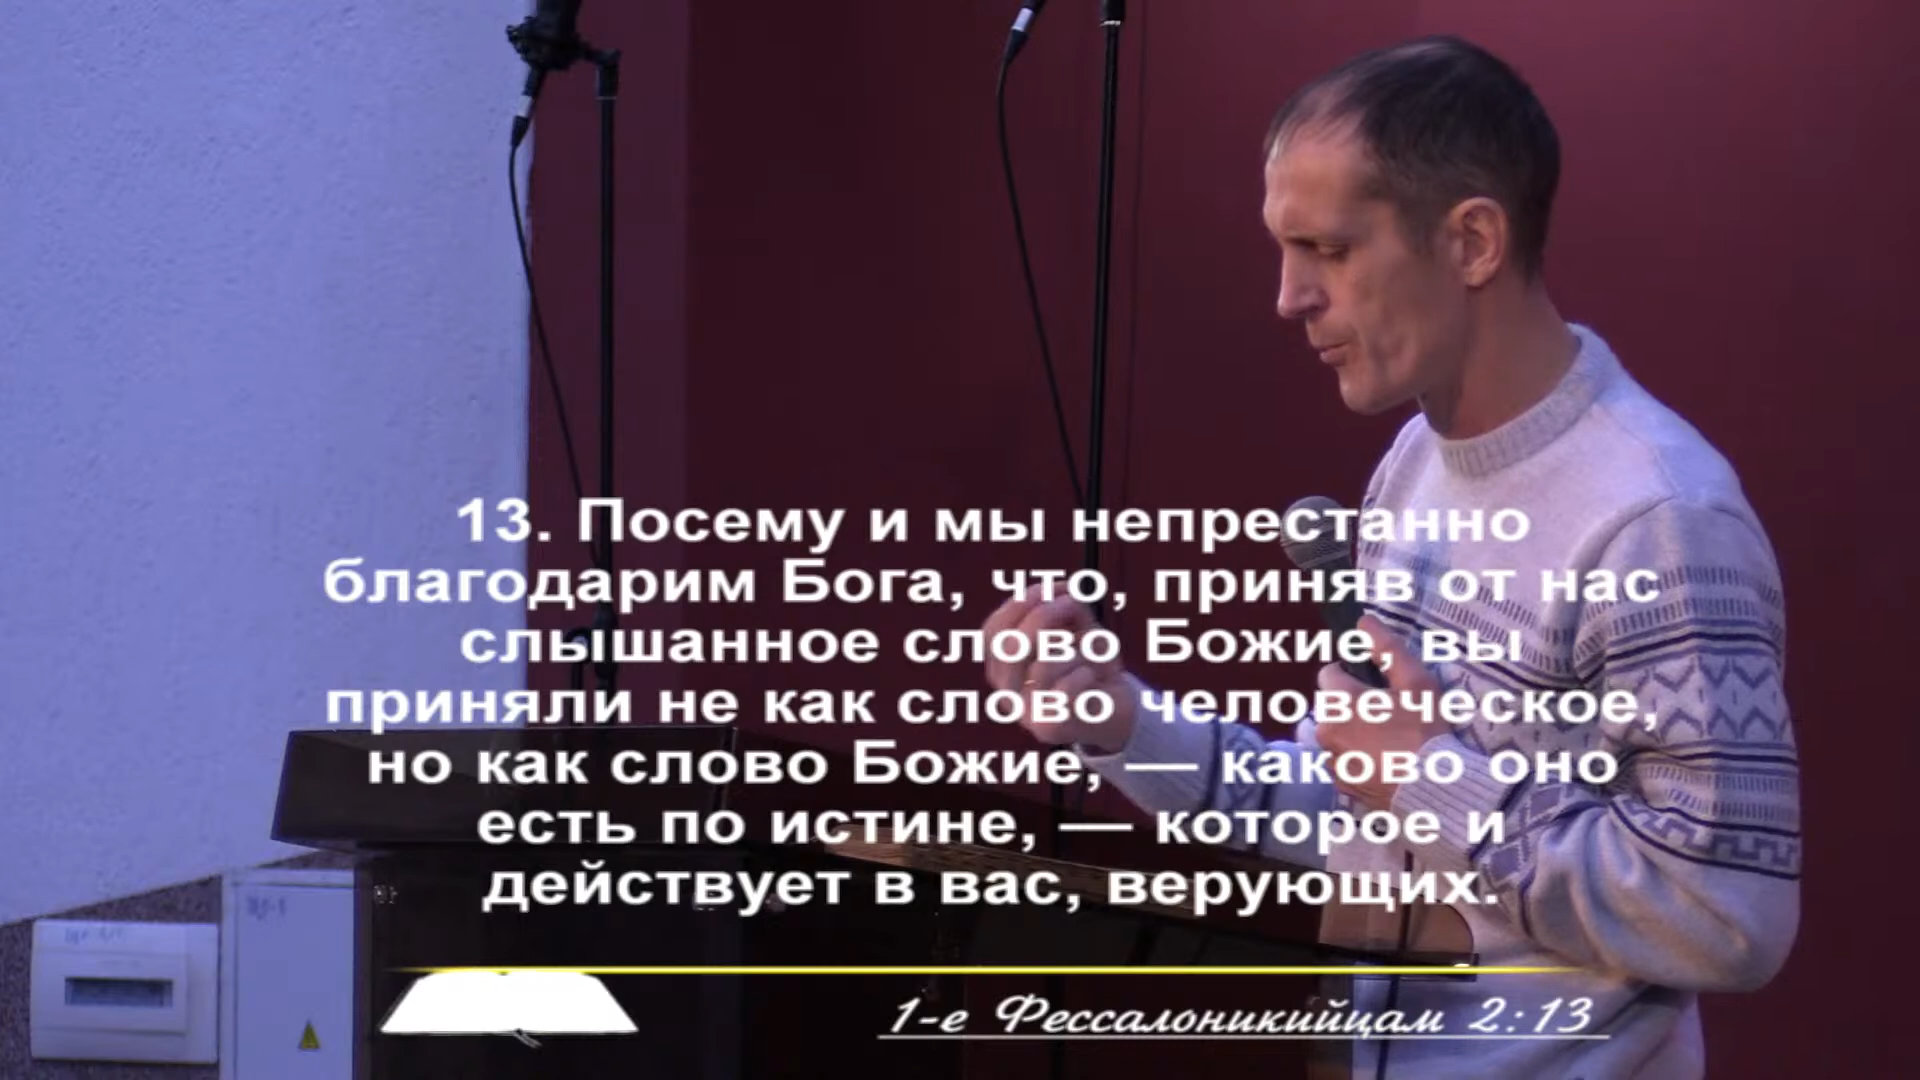 13. Посему и мы непрестанно
благодарим Бога, что, приняв от нас
слышанное слово Божие, вы
приняли не как слово человеческое,
но как слово Божие, — каково оно
есть по истине, — которое и
действует в вас, верующих.
1-е Фессалоникийцам 2:13